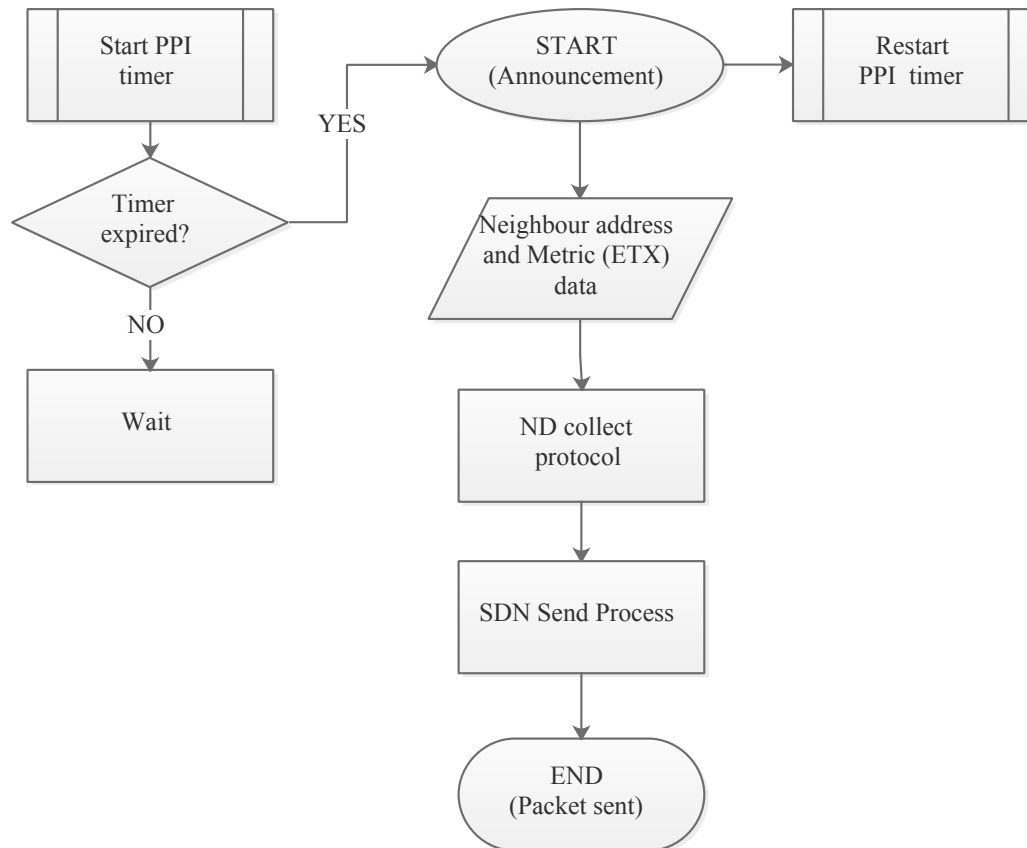 Start PPI
timer
START
(Announcement)
Restart
PPI timer
YES
Timer
expired?
Neighbour address
and Metric (ETX)
data
NO
Wait
ND collect
protocol
SDN Send Process
END
(Packet sent)